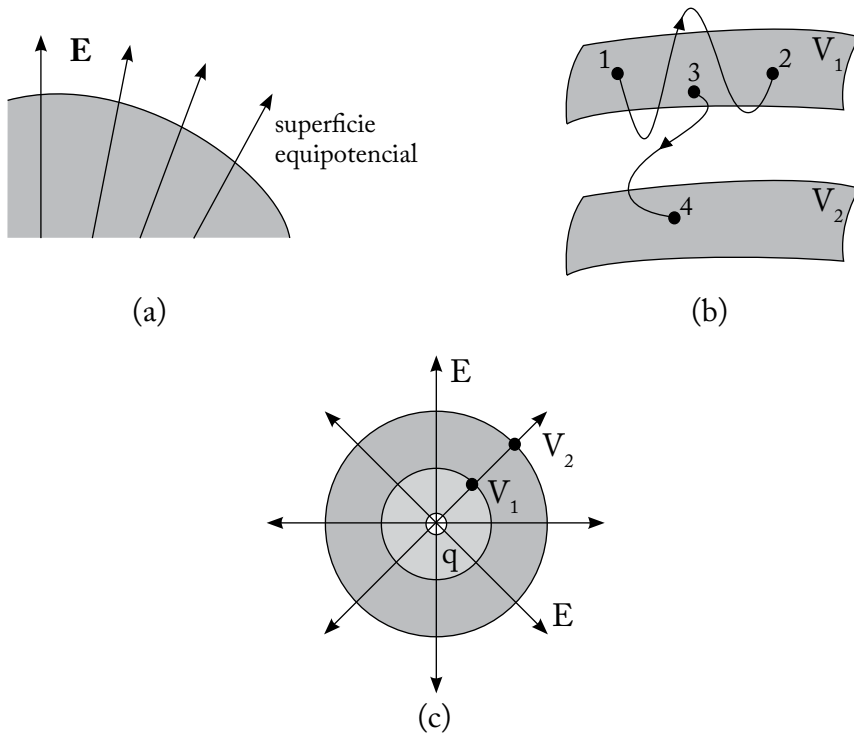 E
superficie
equipotencial
(a)
1
3
2
V₁
4
V₂
(b)
E
V₂
V₁
q
E
(c)